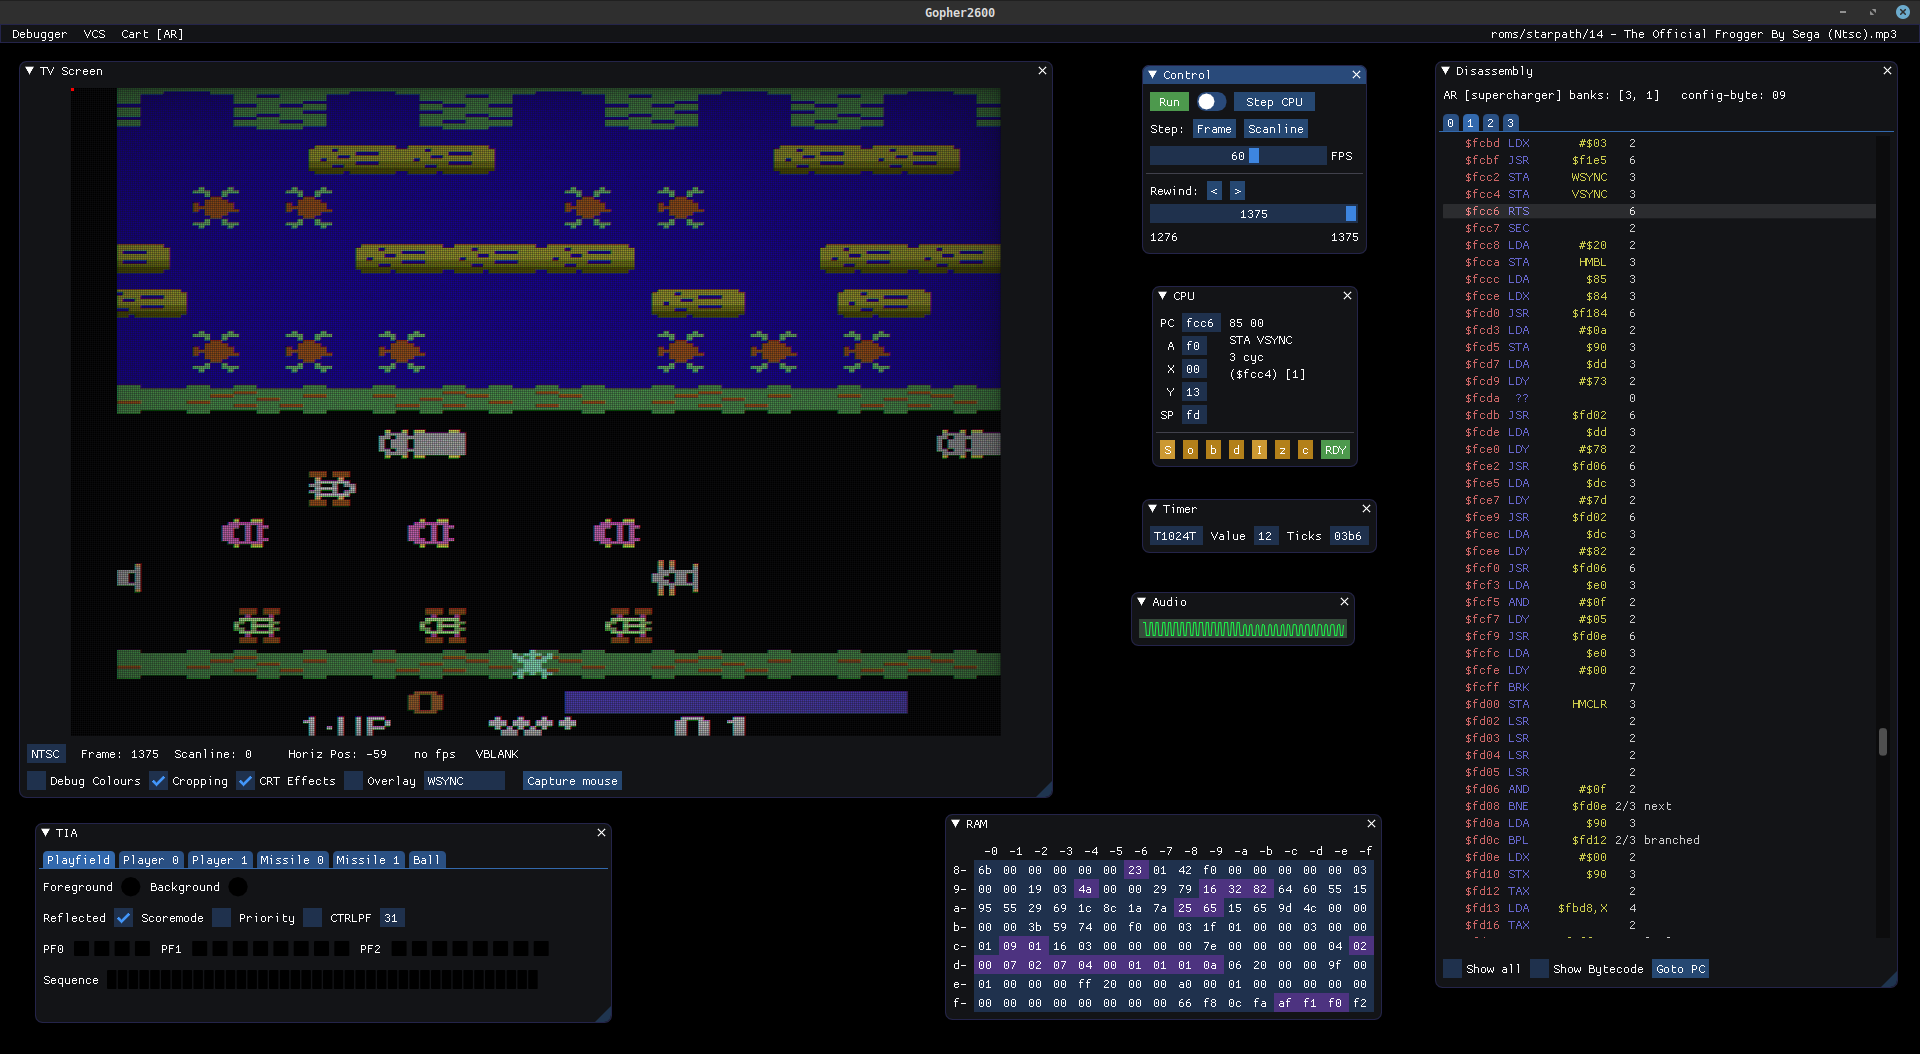 Gopher2600
Debugger VCS Cart [AR]
roms/starpath/14 - The Official Frogger By Sega (Ntsc).mp3
TV Screen
1-UP 01
NTSC Frame: 1375 Scanline: 0 Horiz Pos: -59 no fps VBLANK
Debug Colours Cropping CRT Effects Overlay WSYNC Capture mouse
TIA
Playfield Player 0 Player 1 Missile 0 Missile 1 Ball
Foreground Background
Reflected Scoremode Priority CTRLPF 31
PF0 PF1 PF2
Sequence
Control
Run Step CPU
Step: Frame Scanline
60 FPS
Rewind: < >
1375
1276 1375
CPU
PC fcc6 85 00
STA VSYNC
A f0
3 cyc
X 00
($fcc4) [1]
Y 13
SP fd
S o b d I z c RDY
Timer
T1024T Value 12 Ticks 03b6
Audio
RAM
-0 -1 -2 -3 -4 -5 -6 -7 -8 -9 -a -b -c -d -e -f
8- 6b 00 00 00 00 00 23 01 42 f0 00 00 00 00 00 03
9- 00 00 19 03 4a 00 00 29 79 16 32 82 64 60 55 15
a- 95 55 29 69 1c 8c 1a 7a 25 65 15 65 9d 4c 00 00
b- 00 00 3b 59 74 00 f0 00 03 1f 01 00 00 03 00 00
c- 01 09 01 16 03 00 00 00 00 7e 00 00 00 00 04 02
d- 00 07 02 07 04 00 01 01 01 0a 06 20 00 00 9f 00
e- 01 00 00 00 ff 20 00 00 a0 00 01 00 00 00 00 00
f- 00 00 00 00 00 00 00 00 66 f8 0c fa af f1 f0 f2
Disassembly
AR [supercharger] banks: [3, 1] config-byte: 09
0 1 2 3
$fcbd LDX #$03 2
$fcbf JSR $f1e5 6
$fcc2 STA WSYNC 3
$fcc4 STA VSYNC 3
$fcc6 RTS 6
$fcc7 SEC 2
$fcc8 LDA #$20 2
$fcca STA HMBL 3
$fccc LDA $85 3
$fcce LDX $84 3
$fcd0 JSR $f184 6
$fcd3 LDA #$0a 2
$fcd5 STA $90 3
$fcd7 LDA $dd 3
$fcd9 LDY #$73 2
$fcda ?? 0
$fcdb JSR $fd02 6
$fcde LDA $dd 3
$fce0 LDY #$78 2
$fce2 JSR $fd06 6
$fce5 LDA $dc 3
$fce7 LDY #$7d 2
$fce9 JSR $fd02 6
$fcec LDA $dc 3
$fcee LDY #$82 2
$fcf0 JSR $fd06 6
$fcf3 LDA $e0 3
$fcf5 AND #$0f 2
$fcf7 LDY #$05 2
$fcf9 JSR $fd0e 6
$fcfc LDA $e0 3
$fcfe LDY #$00 2
$fcff BRK 7
$fd00 STA HMCLR 3
$fd02 LSR 2
$fd03 LSR 2
$fd04 LSR 2
$fd05 LSR 2
$fd06 AND #$0f 2
$fd08 BNE $fd0e 2/3 next
$fd0a LDA $90 3
$fd0c BPL $fd12 2/3 branched
$fd0e LDX #$00 2
$fd10 STX $90 3
$fd12 TAX 2
$fd13 LDA $fbd8,X 4
$fd16 TAX 2
Show all Show Bytecode Goto PC